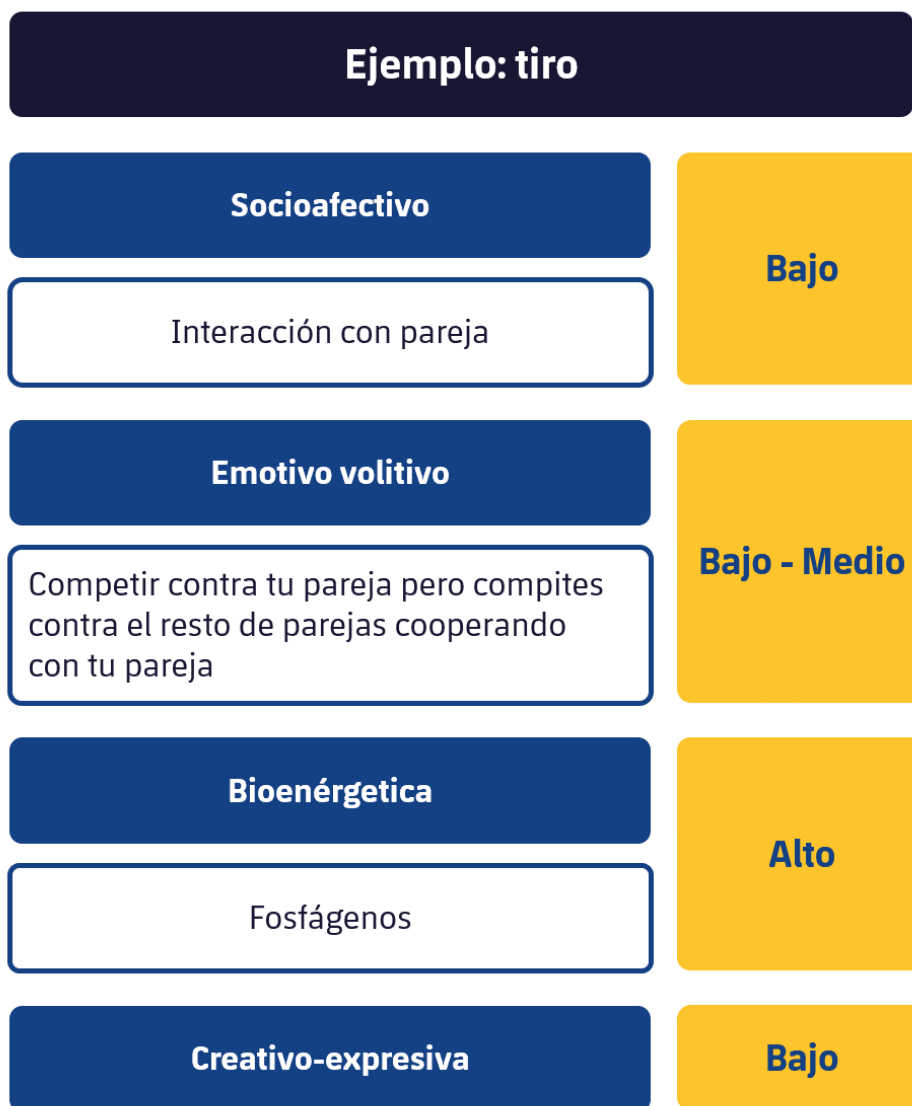 Ejemplo: tiro
Socioafectivo
Bajo
Interacción con pareja
Emotivo volitivo
Bajo - Medio
Competir contra tu pareja pero compites
contra el resto de parejas cooperando
con tu pareja
Bioenérgetica
Alto
Fosfágenos
Creativo-expresiva
Bajo